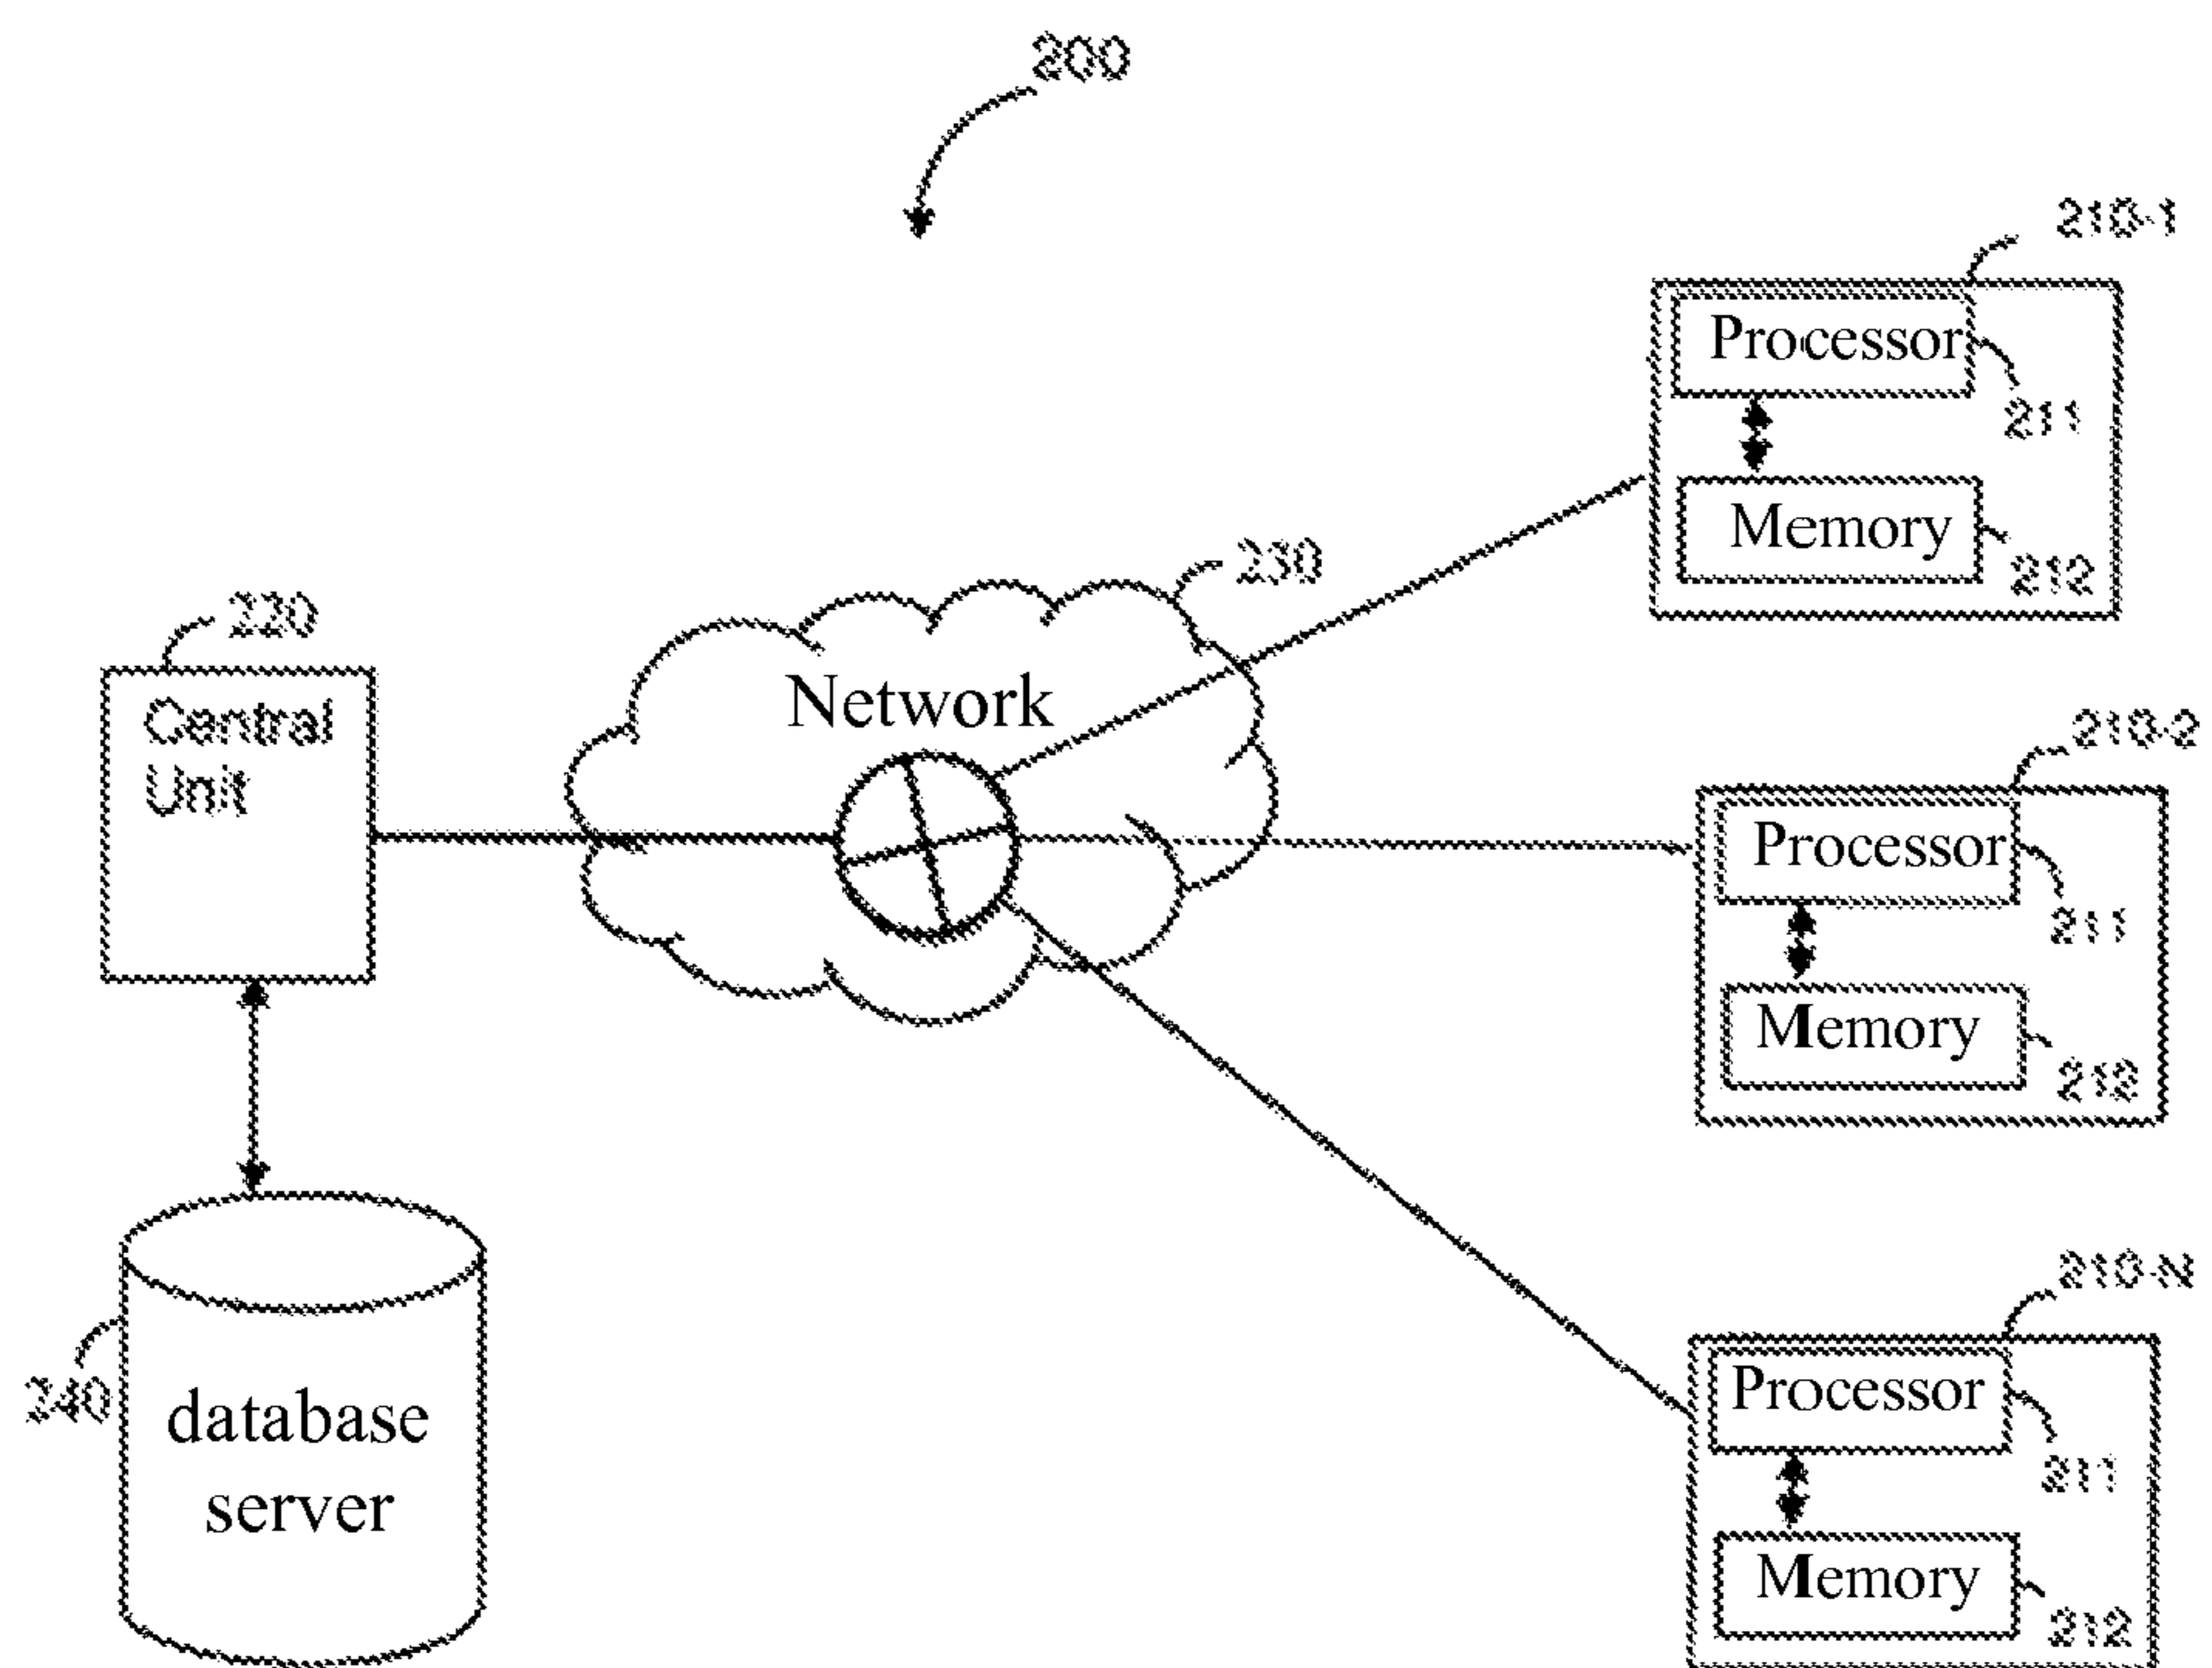 200
210-1
Processor
211
Memory
212
230
220
Central
Unit
Network
210-2
Processor
211
Memory
212
240
database
server
210-N
Processor
211
Memory
212